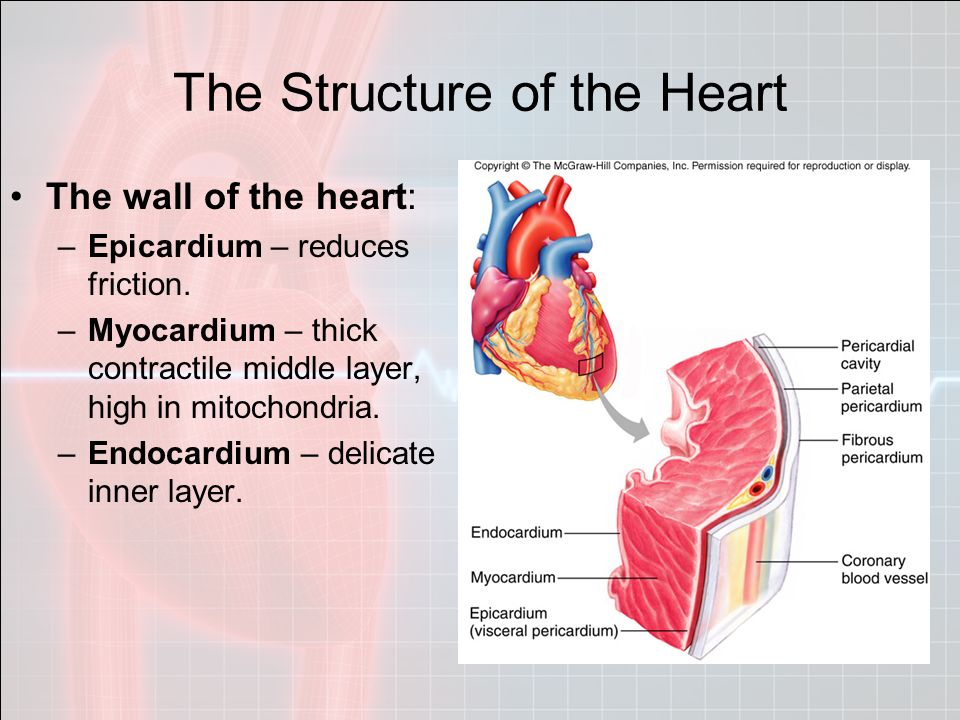 The Structure of the Heart
• The wall of the heart:
– Epicardium – reduces
friction.
– Myocardium – thick
contractile middle layer,
high in mitochondria.
– Endocardium – delicate
inner layer.
Copyright © The McGraw-Hill Companies, Inc. Permission required for reproduction or display.
Pericardial
cavity
Parietal
pericardium
Fibrous
pericardium
Endocardium
Myocardium
Epicardium
(visceral pericardium)
Coronary
blood vessel